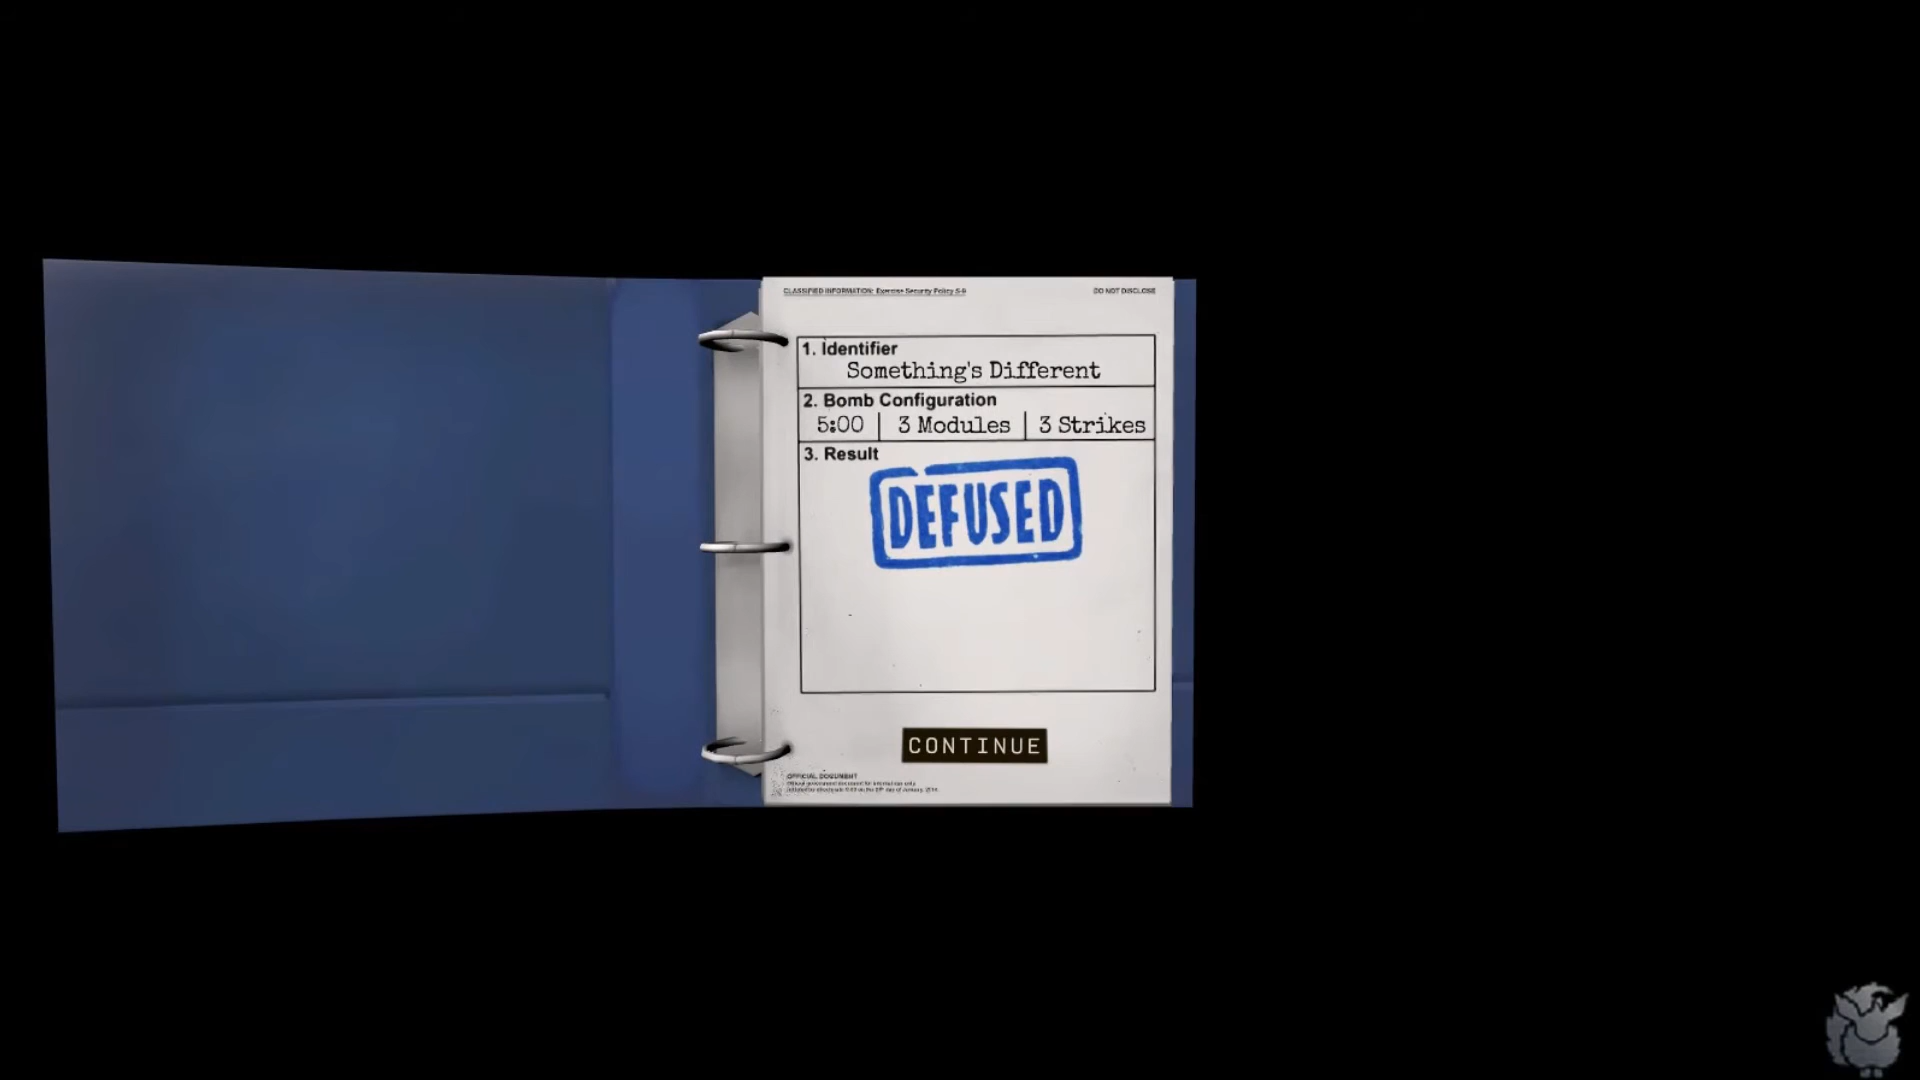 CLASSIFIED INFORMATION: Exercise Security Policy S-9
DO NOT DISCLOSE
1. Identifier
Something's Different
2. Bomb Configuration
5:00 | 3 Modules | 3 Strikes
3. Result
DEFUSED
CONTINUE
OFFICIAL DOCUMENT